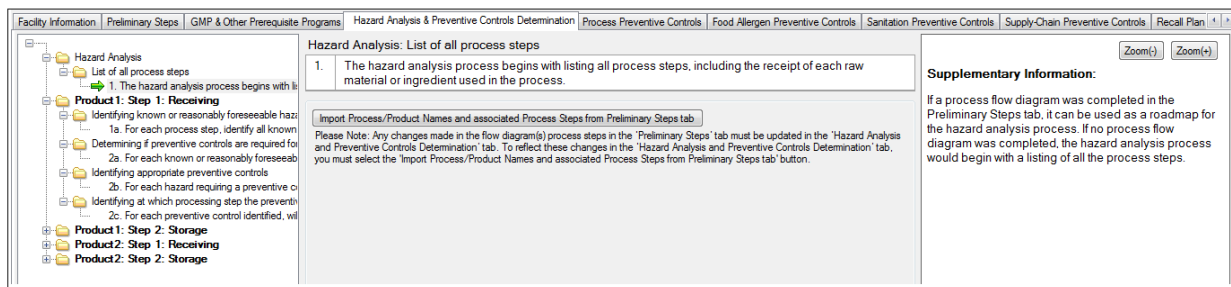 Facility Information Preliminary Steps GMP & Other Prerequisite Programs Hazard Analysis & Preventive Controls Determination Process Preventive Controls Food Allergen Preventive Controls Sanitation Preventive Controls Supply-Chain Preventive Controls Recall Plan
Hazard Analysis
List of all process steps
1. The hazard analysis process begins with li
Product1: Step 1: Receiving
Identifying known or reasonably foreseeable haza
1a. For each process step, identify all known
Determining if preventive controls are required for
2a. For each known or reasonably foreseeab
Identifying appropriate preventive controls
2b. For each hazard requiring a preventive co
Identifying at which processing step the preventiv
2c. For each preventive control identified, wil
Product1: Step 2: Storage
Product2: Step 1: Receiving
Product2: Step 2: Storage
Hazard Analysis: List of all process steps
1. The hazard analysis process begins with listing all process steps, including the receipt of each raw
material or ingredient used in the process.
Import Process/Product Names and associated Process Steps from Preliminary Steps tab
Please Note: Any changes made in the flow diagram(s) process steps in the 'Preliminary Steps' tab must be updated in the 'Hazard Analysis
and Preventive Controls Determination' tab. To reflect these changes in the 'Hazard Analysis and Preventive Controls Determination' tab,
you must select the 'Import Process/Product Names and associated Process Steps from Preliminary Steps tab' button.
Zoom(-) Zoom(+)
Supplementary Information:
If a process flow diagram was completed in the
Preliminary Steps tab, it can be used as a roadmap for
the hazard analysis process. If no process flow
diagram was completed, the hazard analysis process
would begin with a listing of all the process steps.